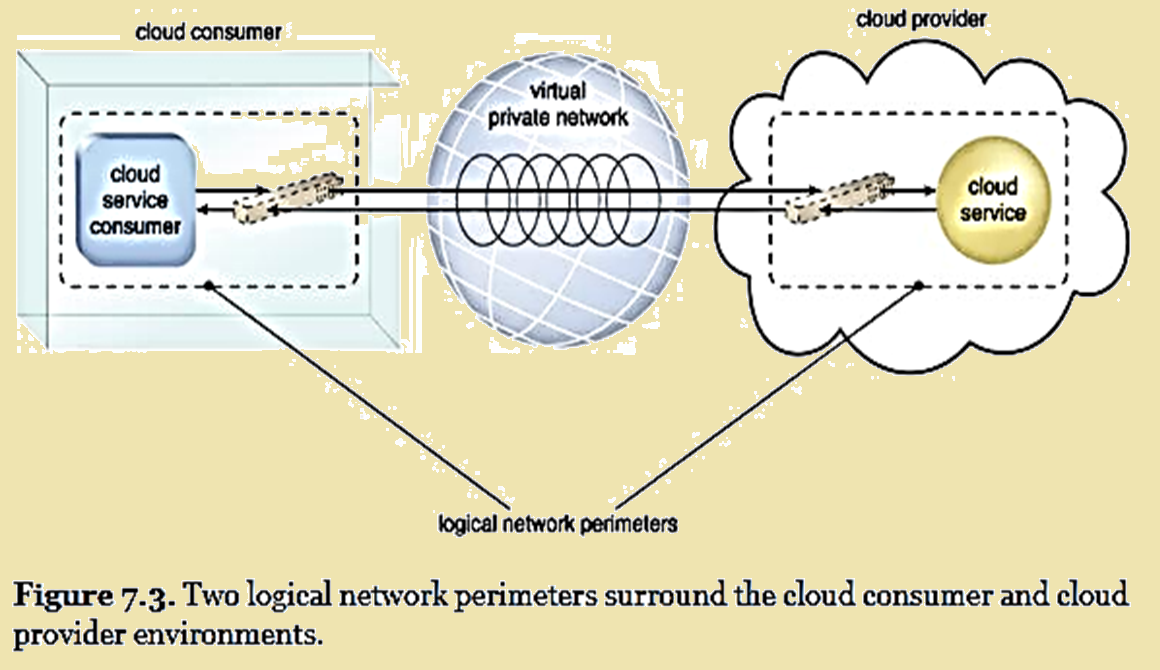 cloud consumer
cloud provider
virtual
private network
cloud
service
consumer
cloud
service
logical network perimeters
Figure 7.3. Two logical network perimeters surround the cloud consumer and cloud
provider environments.